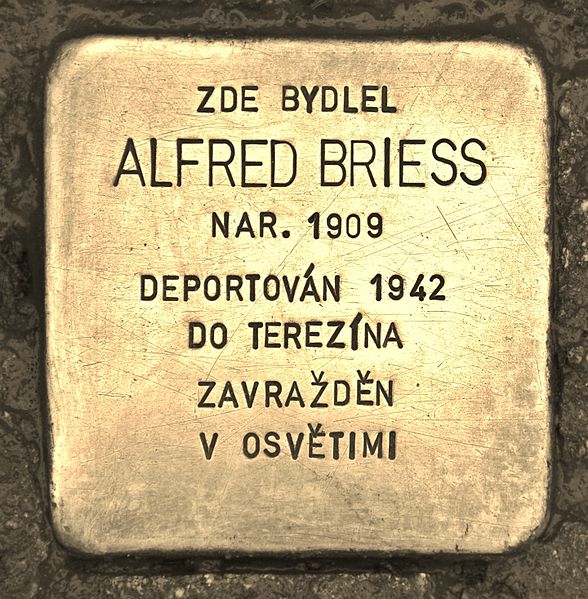 ZDE BYDLEL
ALFRED BRIESS
NAR. 1909
DEPORTOVÁN 1942
DO TEREZÍNA
ZAVRAŽDĚN
V OSVĚTIMI